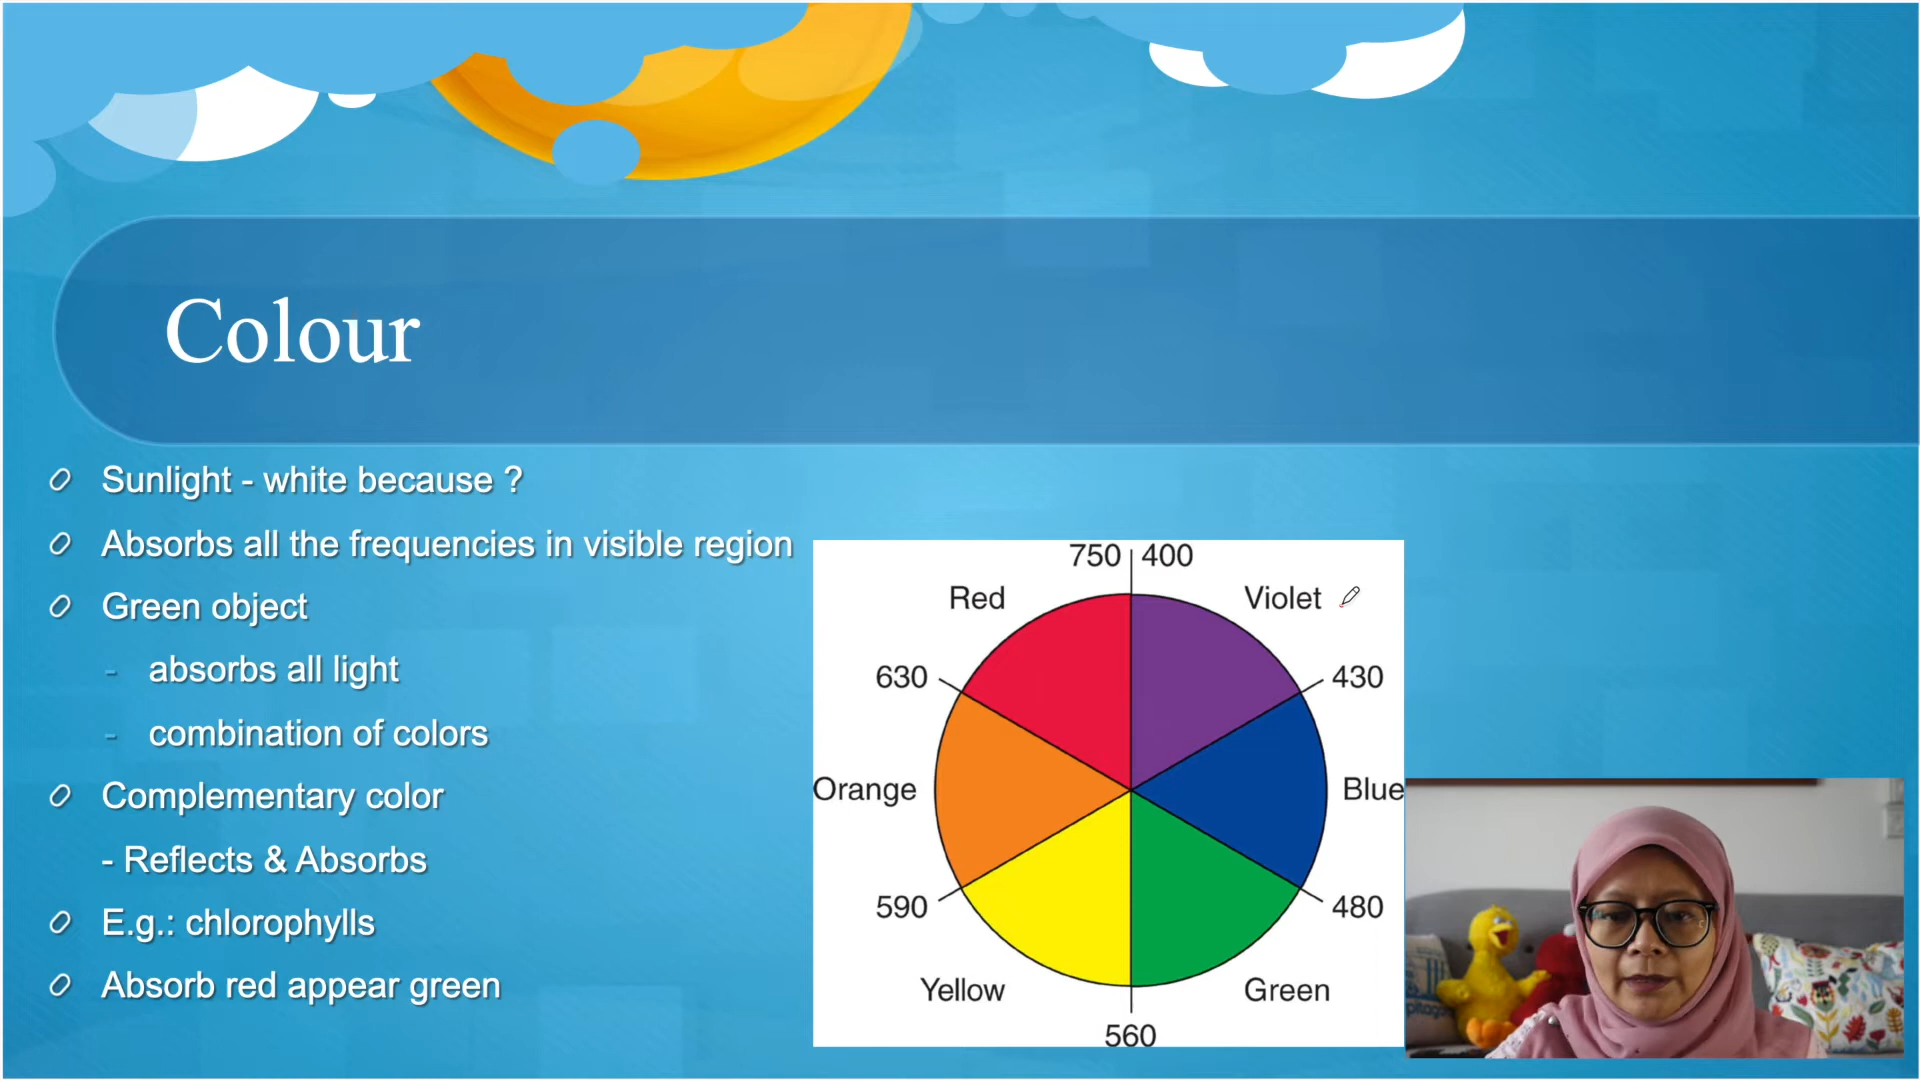 Colour
Sunlight - white because ?
Absorbs all the frequencies in visible region
Green object
- absorbs all light
- combination of colors
Complementary color
- Reflects & Absorbs
E.g.: chlorophylls
Absorb red appear green
750 400
Red Violet
630 430
Orange Blue
590 480
Yellow Green
560